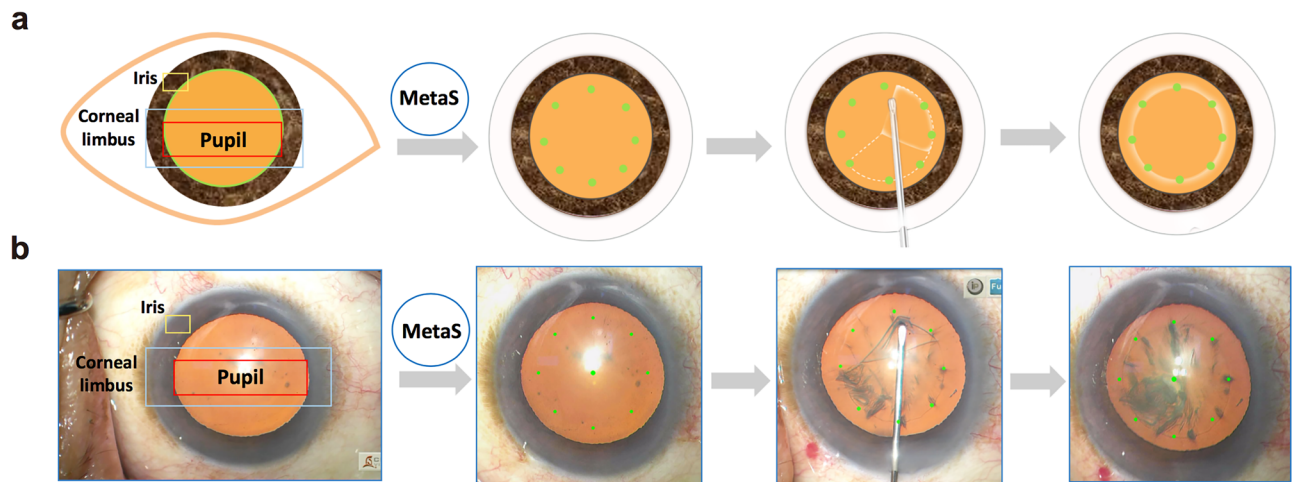 a
Iris
Corneal
limbus
Pupil
MetaS
b
Iris
Corneal
limbus
Pupil
MetaS
Fu